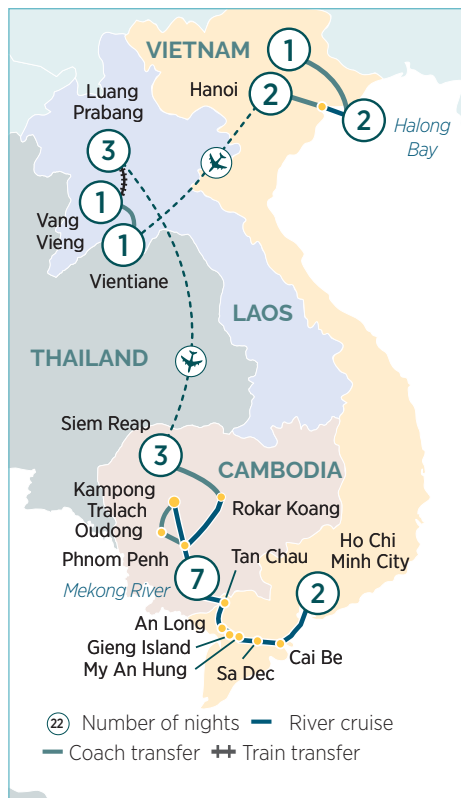 VIETNAM
1
Hanoi
2
2
Halong
Bay
Luang
Prabang
3
1
Vang
Vieng
1
Vientiane
LAOS
THAILAND
Siem Reap
3
CAMBODIA
Kampong
Tralach
Oudong
Rokar Koang
Phnom Penh
7
Tan Chau
Ho Chi
Minh City
2
Mekong River
An Long
Gieng Island
My An Hung
Sa Dec
Cai Be
22 Number of nights River cruise
Coach transfer Train transfer